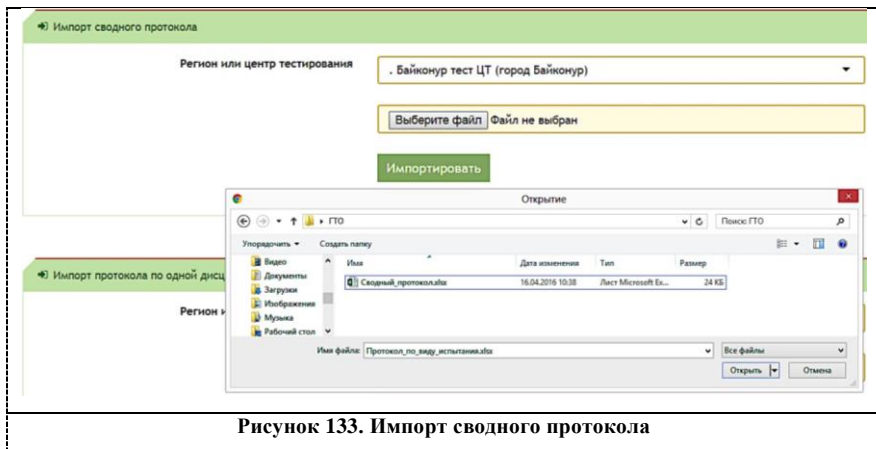 Импорт сводного протокола
Регион или центр тестирования
. Байконур тест ЦТ (город Байконур)
Выберите файл Файл не выбран
Импортировать
Открытие
ГТО
Поиск: ГТО
Упорядочить Создать папку
Имя Дата изменения Тип Размер
Видео
Документы
Загрузки
Изображения
Музыка
Рабочий стол
Сводный_протокол.xlsx 16.04.2016 10:38 Лист Microsoft Ex... 24 КБ
Импорт протокола по одной дисц
Регион и
Имя файла: Протокол_по_виду_испытания.xlsx Все файлы
Открыть Отмена
Рисунок 133. Импорт сводного протокола